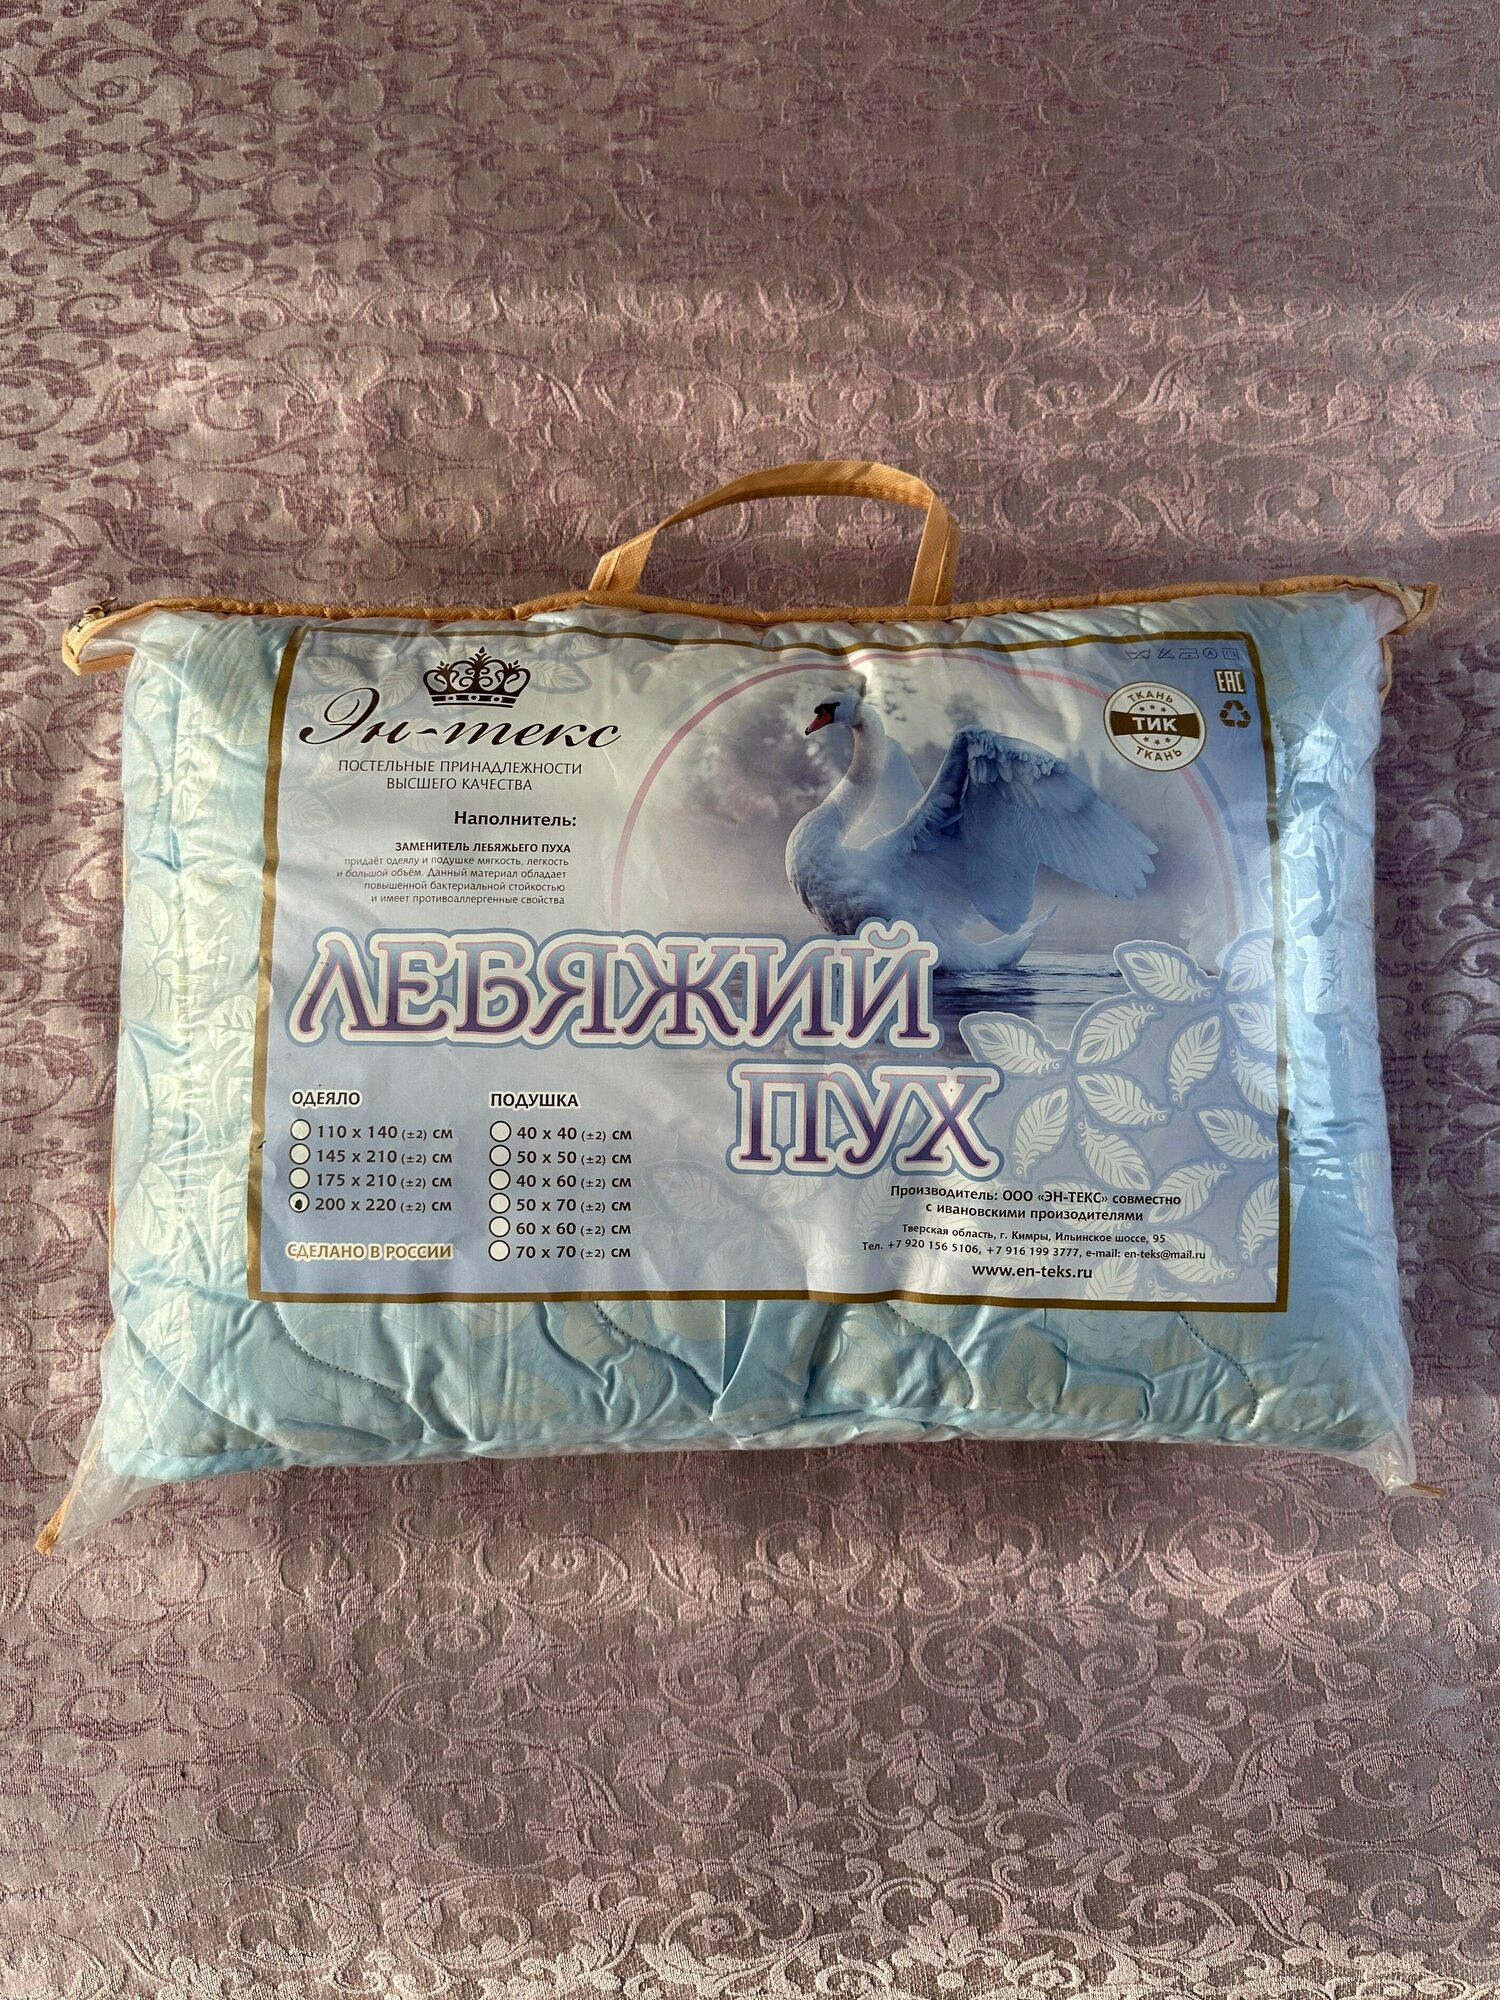 Эн-текс
ПОСТЕЛЬНЫЕ ПРИНАДЛЕЖНОСТИ
ВЫСШЕГО КАЧЕСТВА
Наполнитель:
ЗАМЕНИТЕЛЬ ЛЕБЯЖЬЕГО ПУХА
придаёт одеялу и подушке мягкость, легкость
и большой объём. Данный материал обладает
повышенной бактериальной стойкостью
и имеет противоаллергенные свойства
ТКАНЬ
ТИК
ТКАНЬ
EAC
ЛЕБЯЖИЙ
ПУХ
ОДЕЯЛО
110 x 140 (±2) см
145 x 210 (±2) см
175 x 210 (±2) см
200 x 220 (±2) см
СДЕЛАНО В РОССИИ
ПОДУШКА
40 x 40 (±2) см
50 x 50 (±2) см
40 x 60 (±2) см
50 x 70 (±2) см
60 x 60 (±2) см
70 x 70 (±2) см
Производитель: ООО «ЭН-ТЕКС» совместно
с ивановскими произодителями
Тверская область, г. Кимры, Ильинское шоссе, 95
Тел. +7 920 156 5106, +7 916 199 3777, e-mail: en-teks@mail.ru
www.en-teks.ru